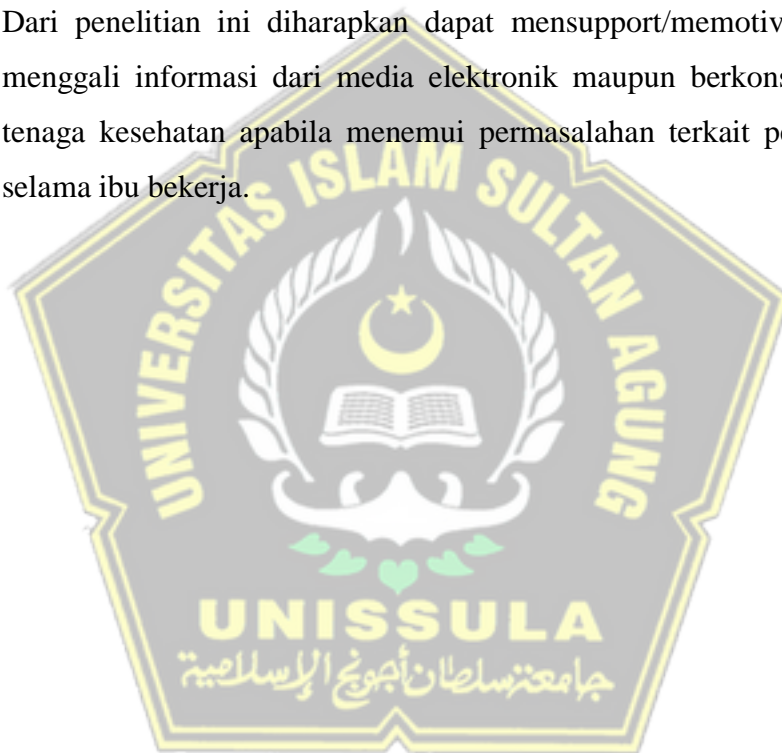 Dari penelitian ini diharapkan dapat mensupport/memotiv
menggali informasi dari media elektronik maupun berkons
tenaga kesehatan apabila menemui permasalahan terkait pe
selama ibu bekerja.
UNIVERSITAS ISLAM SULTAN AGUNG
UNISSULA
جامعة سلطان أجونج الإسلامية